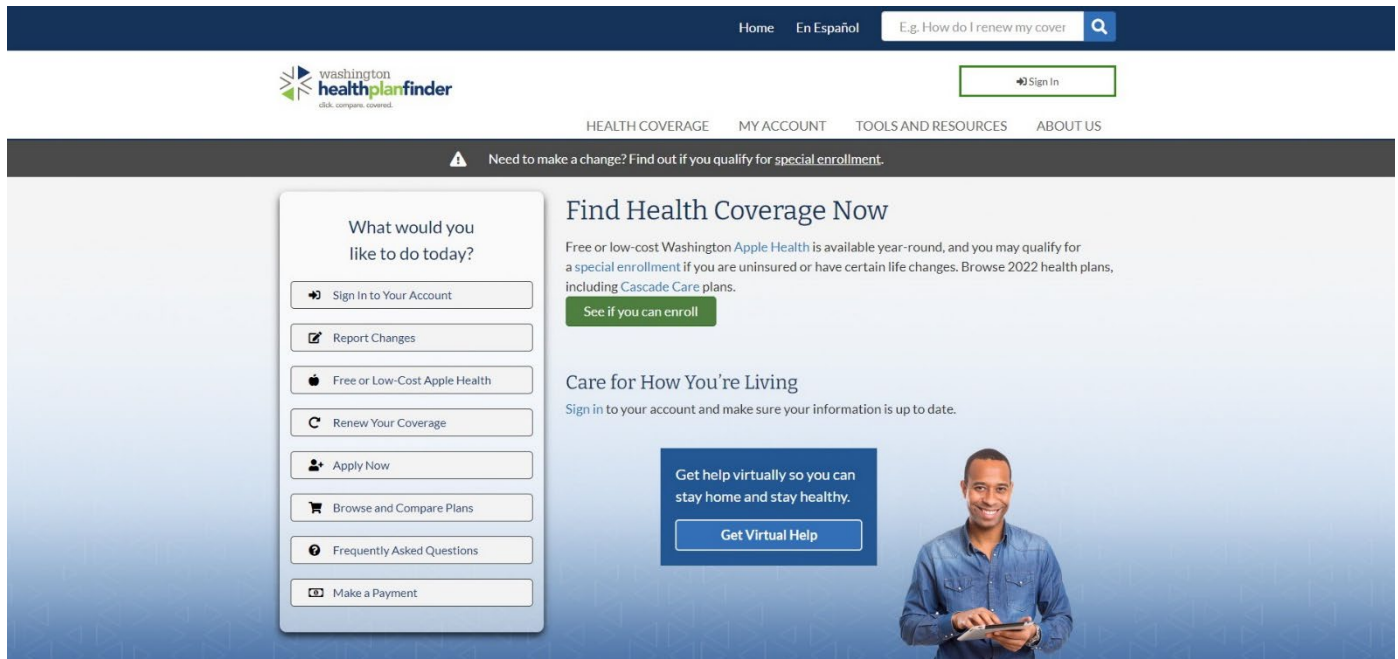 Home En Español E.g. How do I renew my cover
washington
healthplanfinder
click. compare. covered.
Sign In
HEALTH COVERAGE MY ACCOUNT TOOLS AND RESOURCES ABOUT US
Need to make a change? Find out if you qualify for special enrollment.
What would you
like to do today?
Sign In to Your Account
Report Changes
Free or Low-Cost Apple Health
Renew Your Coverage
Apply Now
Browse and Compare Plans
Frequently Asked Questions
Make a Payment
Find Health Coverage Now
Free or low-cost Washington Apple Health is available year-round, and you may qualify for
a special enrollment if you are uninsured or have certain life changes. Browse 2022 health plans,
including Cascade Care plans.
See if you can enroll
Care for How You're Living
Sign in to your account and make sure your information is up to date.
Get help virtually so you can
stay home and stay healthy.
Get Virtual Help